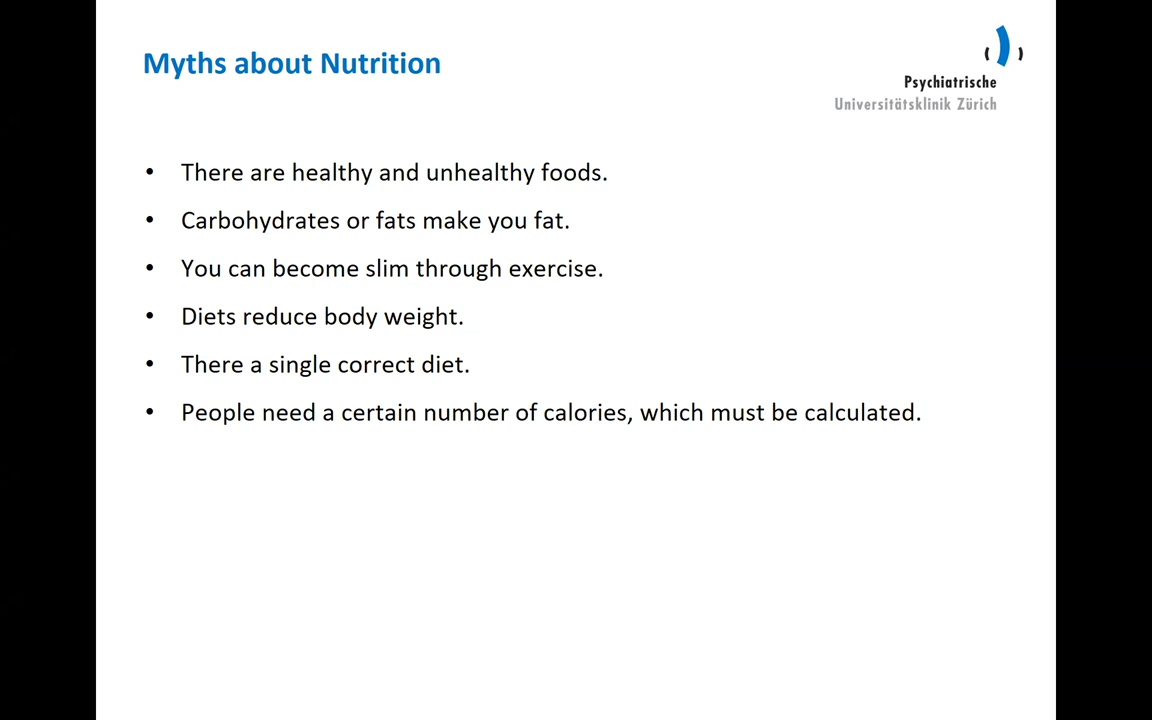 Myths about Nutrition
Psychiatrische
Universitätsklinik Zürich
• There are healthy and unhealthy foods.
• Carbohydrates or fats make you fat.
• You can become slim through exercise.
• Diets reduce body weight.
• There a single correct diet.
• People need a certain number of calories, which must be calculated.